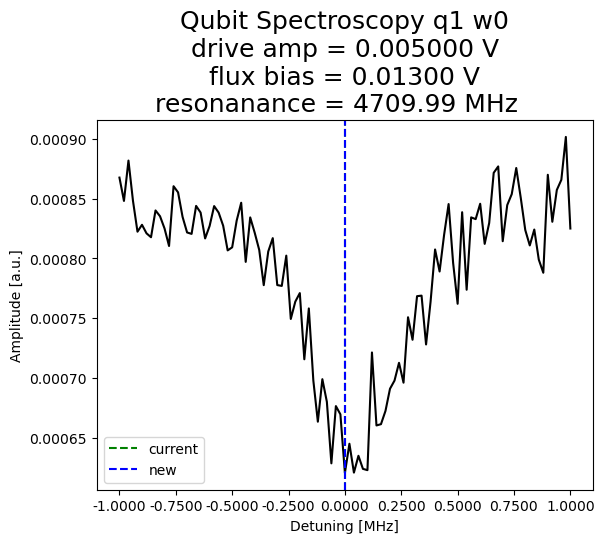 Qubit Spectroscopy q1 w0
drive amp = 0.005000 V
flux bias = 0.01300 V
resonanance = 4709.99 MHz
0.00090
0.00085
0.00080
0.00075
0.00070
0.00065
Amplitude [a.u.]
current
new
-1.0000 -0.7500 -0.5000 -0.2500 0.0000 0.2500 0.5000 0.7500 1.0000
Detuning [MHz]